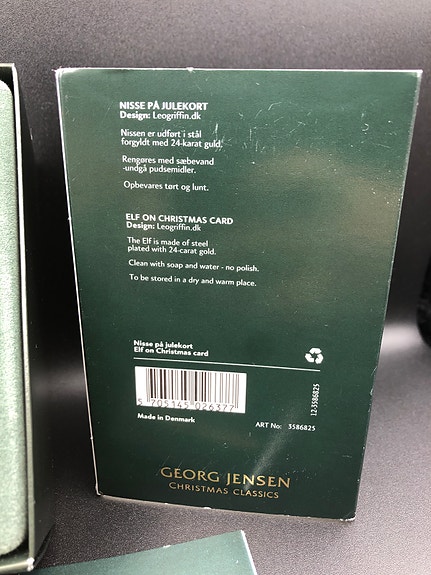 NISSE PÅ JULEKORT
Design: Leogriffin.dk
Nissen er udført i stål
forgyldt med 24-karat guld.
Rengøres med sæbevand
-undgå pudsemidler.
Opbevares tørt og lunt.
ELF ON CHRISTMAS CARD
Design: Leogriffin.dk
The Elf is made of steel
plated with 24-carat gold.
Clean with soap and water - no polish.
To be stored in a dry and warm place.
Nisse på julekort
Elf on Christmas card
5 705145 026377
12-3586825
Made in Denmark
ART No: 3586825
GEORG JENSEN
CHRISTMAS CLASSICS